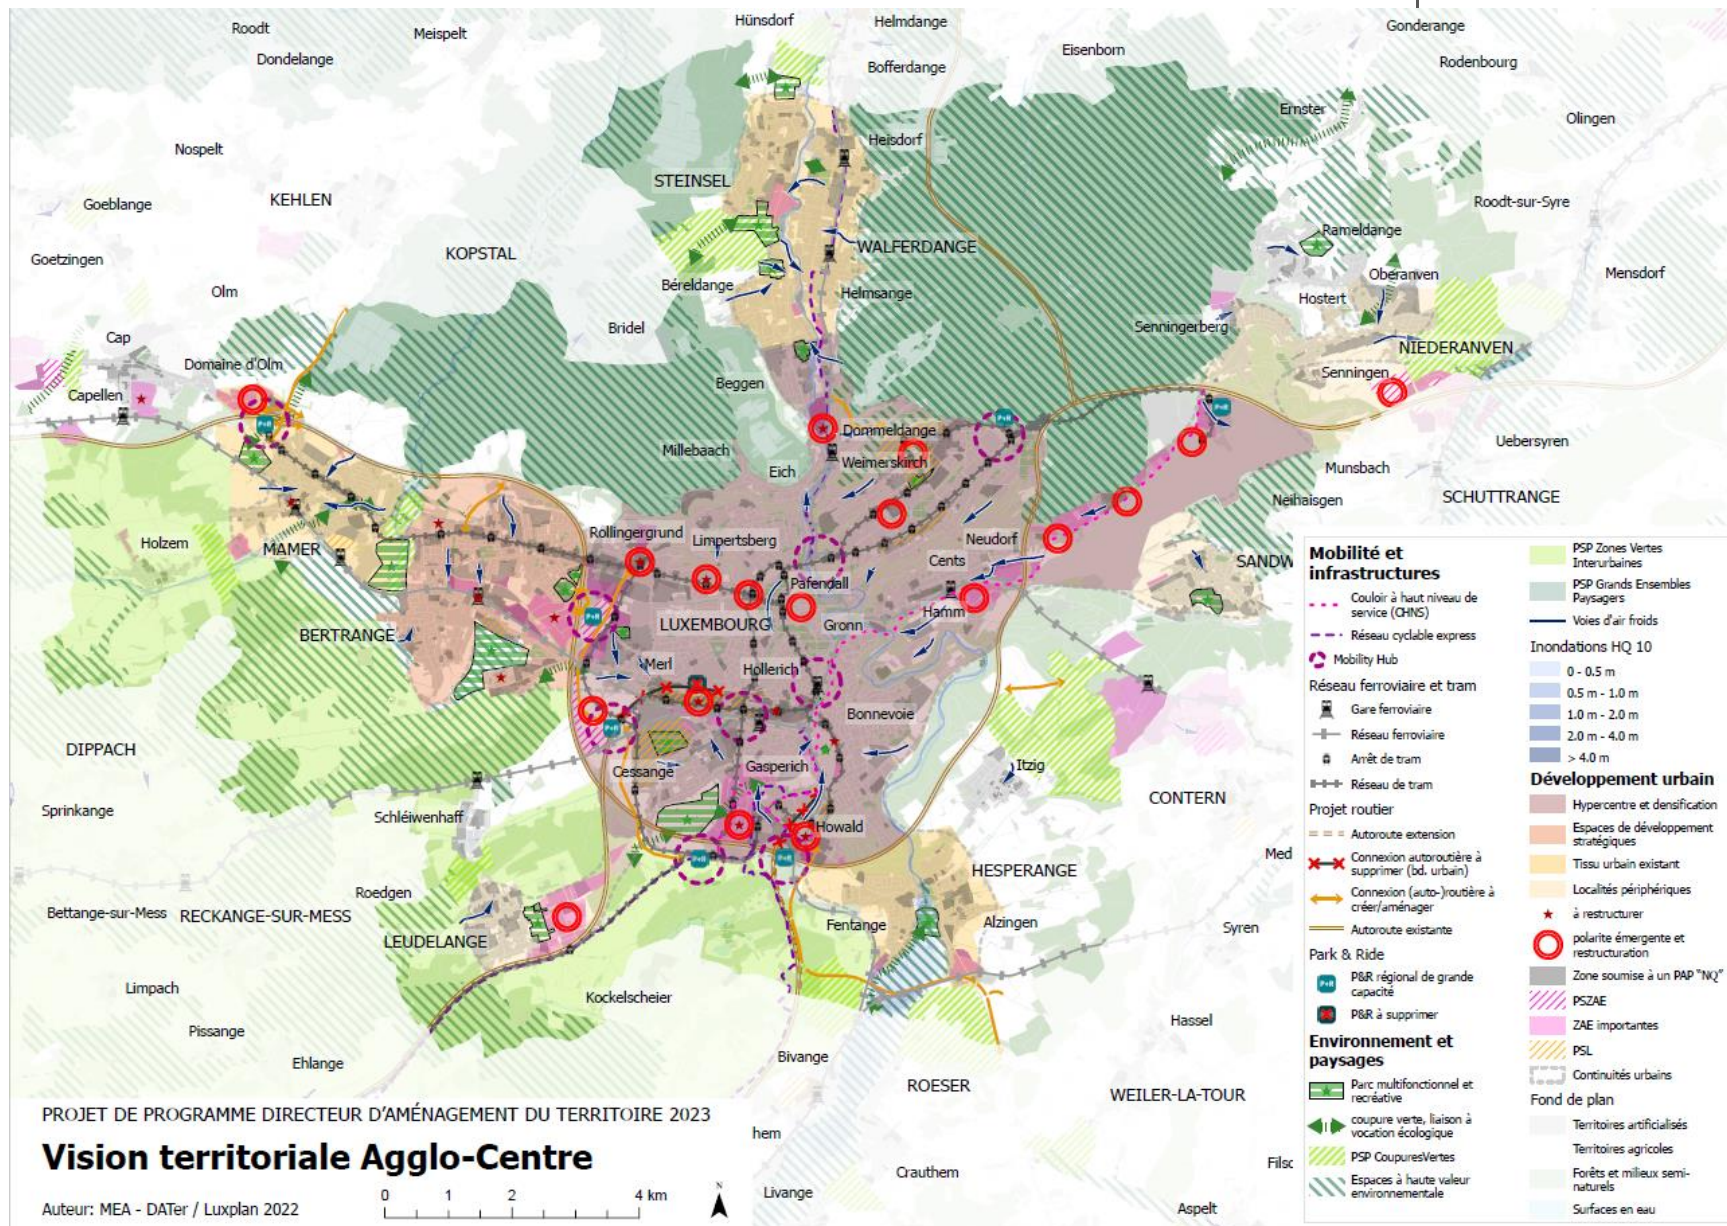 Roodt
Meispelt
Hünsdorf
Helmdange
Gonderange
Dondelange
Bofferdange
Eisenborn
Rodenbourg
Ernster
Olingen
Nospelt
Heisdorf
STEINSEL
KEHLEN
Goeblange
Roodt-sur-Syre
Rameldange
KOPSTAL
WALFERDANGE
Goetzingen
Oberanven
Mensdorf
Olm
Béreldange
Helmsange
Hostert
Bridel
Senningerberg
Cap
NIEDERANVEN
Domaine d'Olm
Senningen
Beggen
Capellen
P+R
P+R
P+R
Dommeldange
Uebersyren
Millebaach
Weimerskirch
Eich
Munsbach
Neihaisgen
SCHUTTRANGE
Rollingergrund
Limpertsberg
Neudorf
Holzem
MAMER
Cents
SANDW
Pafendall
Hamm
P+R
LUXEMBOURG
Gronn
BERTRANGE
Merl
Hollerich
Bonnevoie
P+R
DIPPACH
Cessange
Gasperich
Itzig
CONTERN
Sprinkange
Schléiwenhaff
Howald
Med
P+R
P+R
HESPERANGE
Roedgen
Bettange-sur-Mess
RECKANGE-SUR-MESS
Fentange
Alzingen
Syren
LEUDELANGE
Limpach
Kockelscheier
Hassel
Pissange
Ehlange
Bivange
ROESER
WEILER-LA-TOUR
hem
Crauthem
Livange
Aspelt
PROJET DE PROGRAMME DIRECTEUR D'AMÉNAGEMENT DU TERRITOIRE 2023
Vision territoriale Agglo-Centre
Auteur: MEA - DATer / Luxplan 2022
0 1 2 4 km
N
Mobilité et
infrastructures
Couloir à haut niveau de
service (CHNS)
Réseau cyclable express
Mobility Hub
Réseau ferroviaire et tram
Gare ferroviaire
Réseau ferroviaire
Arrêt de tram
Réseau de tram
Projet routier
Autoroute extension
Connexion autoroutière à
supprimer (bd. urbain)
Connexion (auto-)routière à
créer/aménager
Autoroute existante
Park & Ride
P+R
P&R régional de grande
capacité
P&R à supprimer
Environnement et
paysages
Parc multifonctionnel et
recréative
coupure verte, liaison à
vocation écologique
PSP CoupuresVertes
Espaces à haute valeur
environnementale
PSP Zones Vertes
Interurbaines
PSP Grands Ensembles
Paysagers
Voies d'air froids
Inondations HQ 10
0 - 0.5 m
0.5 m - 1.0 m
1.0 m - 2.0 m
2.0 m - 4.0 m
> 4.0 m
Développement urbain
Hypercentre et densification
Espaces de développement
stratégiques
Tissu urbain existant
Localités périphériques
à restructurer
polarite émergente et
restructuration
Zone soumise à un PAP "NQ"
PSZAE
ZAE importantes
PSL
Continuités urbains
Fond de plan
Territoires artificialisés
Territoires agricoles
Forêts et milieux semi-
naturels
Surfaces en eau